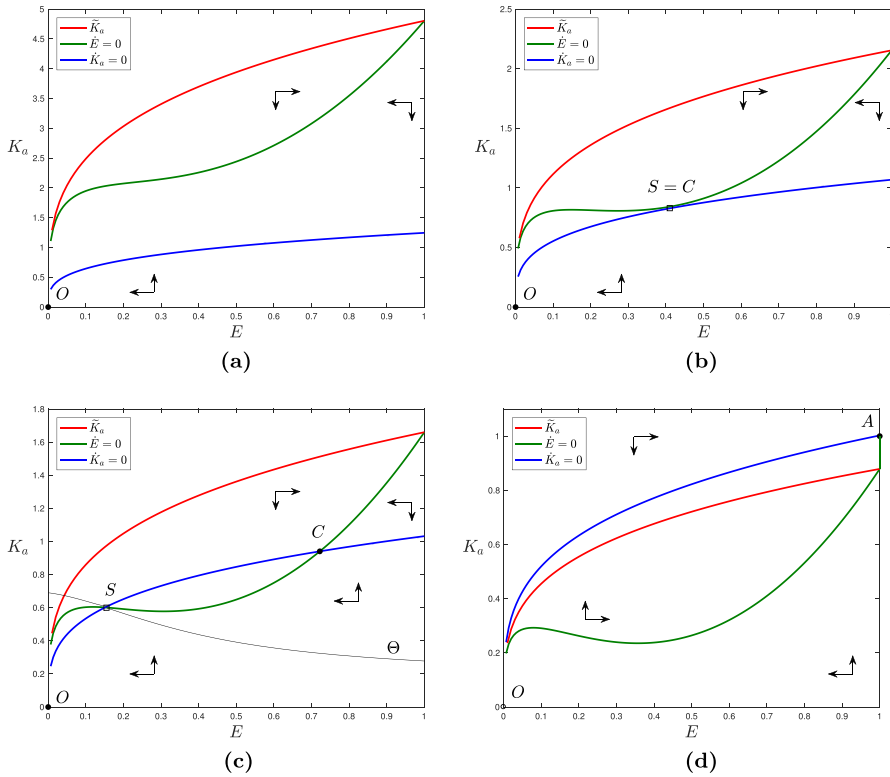 5
4.5
4
3.5
3
2.5
2
1.5
1
0.5
0
K̃ₐ
Ė = 0
K̇ₐ = 0
Kₐ
O
0 0.1 0.2 0.3 0.4 0.5 0.6 0.7 0.8 0.9 1
E
(a)
2.5
2
1.5
1
0.5
0
K̃ₐ
Ė = 0
K̇ₐ = 0
Kₐ
S = C
O
0 0.1 0.2 0.3 0.4 0.5 0.6 0.7 0.8 0.9
E
(b)
1.8
1.6
1.4
1.2
1
0.8
0.6
0.4
0.2
0
K̃ₐ
Ė = 0
K̇ₐ = 0
Kₐ
C
S
Θ
O
0 0.1 0.2 0.3 0.4 0.5 0.6 0.7 0.8 0.9 1
E
(c)
1
0.8
0.6
0.4
0.2
0
K̃ₐ
Ė = 0
K̇ₐ = 0
A
Kₐ
O
0 0.1 0.2 0.3 0.4 0.5 0.6 0.7 0.8 0.9 1
E
(d)